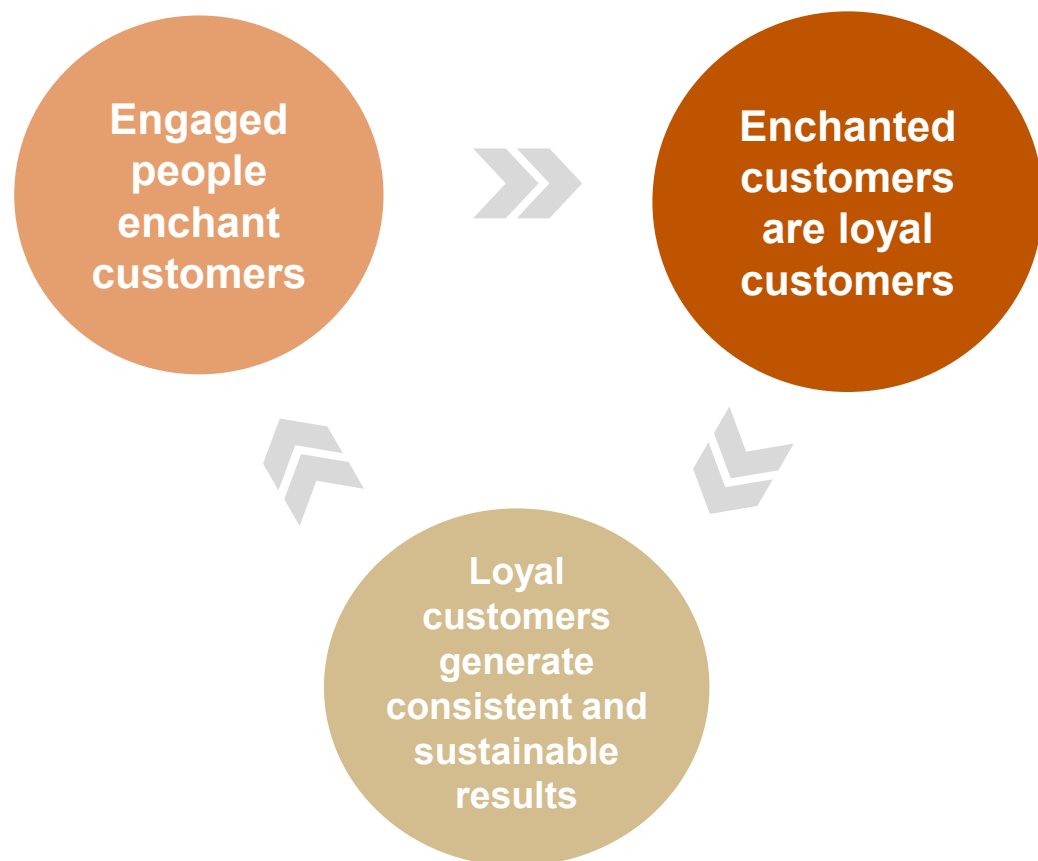 Engaged
people
enchant
customers
Enchanted
customers
are loyal
customers
Loyal
customers
generate
consistent and
sustainable
results